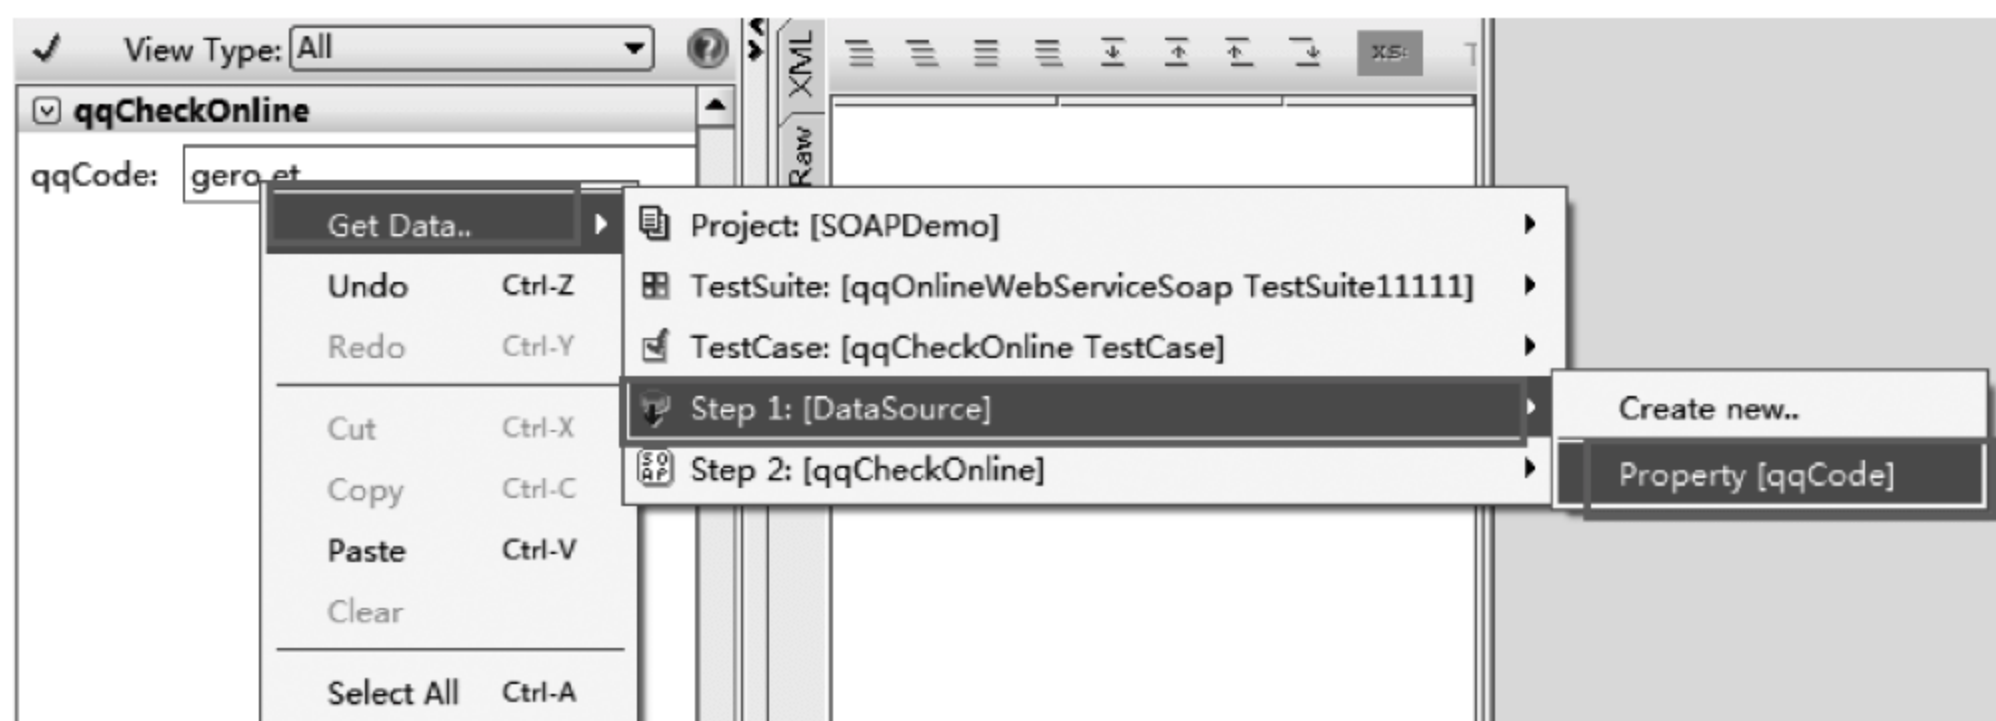 View Type: All
qqCheckOnline
qqCode: gero et
XML
Raw
XS:
Get Data..
Undo Ctrl-Z
Redo Ctrl-Y
Cut Ctrl-X
Copy Ctrl-C
Paste Ctrl-V
Clear
Select All Ctrl-A
Project: [SOAPDemo]
TestSuite: [qqOnlineWebServiceSoap TestSuite11111]
TestCase: [qqCheckOnline TestCase]
Step 1: [DataSource]
Step 2: [qqCheckOnline]
Create new..
Property [qqCode]